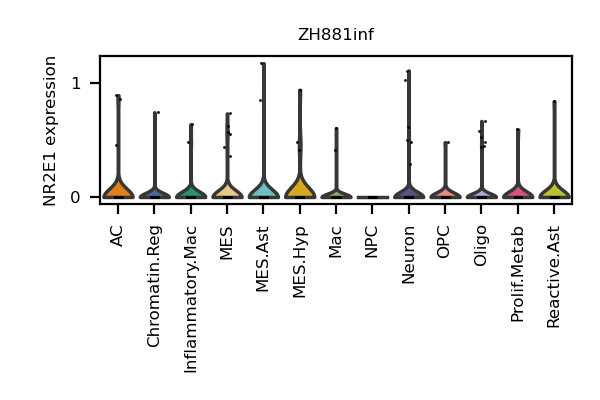 ZH881inf
NR2E1 expression
1
0
AC
Chromatin.Reg
Inflammatory.Mac
MES
MES.Ast
MES.Hyp
Mac
NPC
Neuron
OPC
Oligo
Prolif.Metab
Reactive.Ast